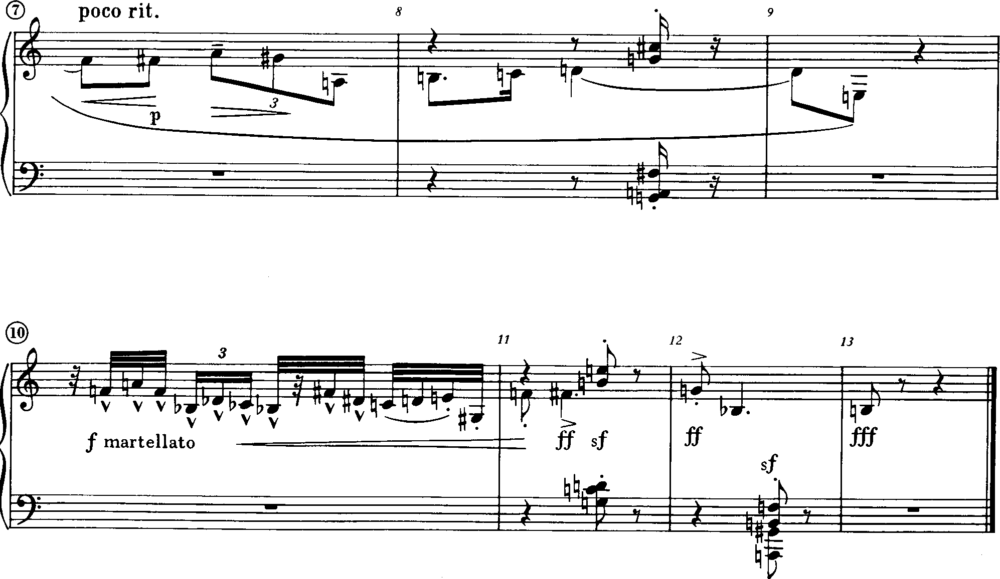 7 poco rit. 8 9
3
p
10
3 11 12 13
f martellato ff sf ff fff
sf